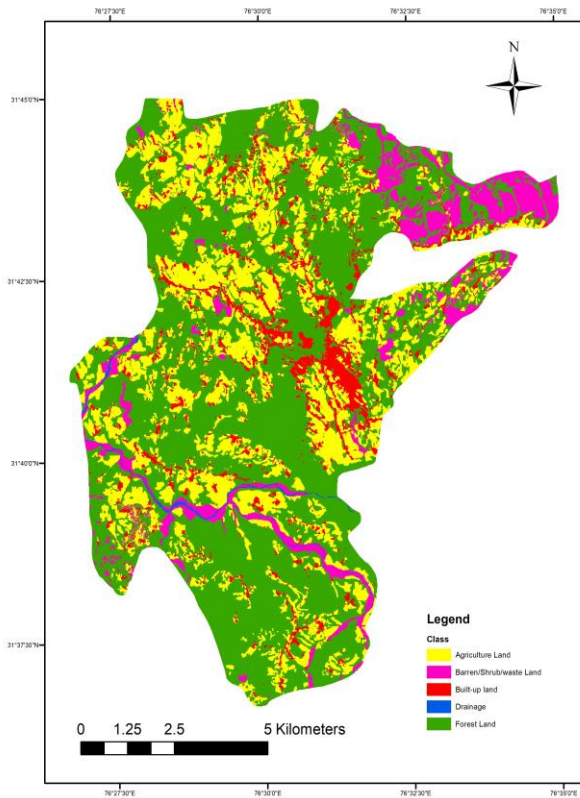 76°27'30"E 76°30'0"E 76°32'30"E 76°35'0"E
N
31°45'0"N
31°42'30"N
31°40'0"N
31°37'30"N
Legend
Class
Agriculture Land
Barren/Shrub/waste Land
Built-up land
Drainage
Forest Land
0 1.25 2.5 5 Kilometers
76°27'30"E 76°30'0"E 76°32'30"E 76°35'0"E